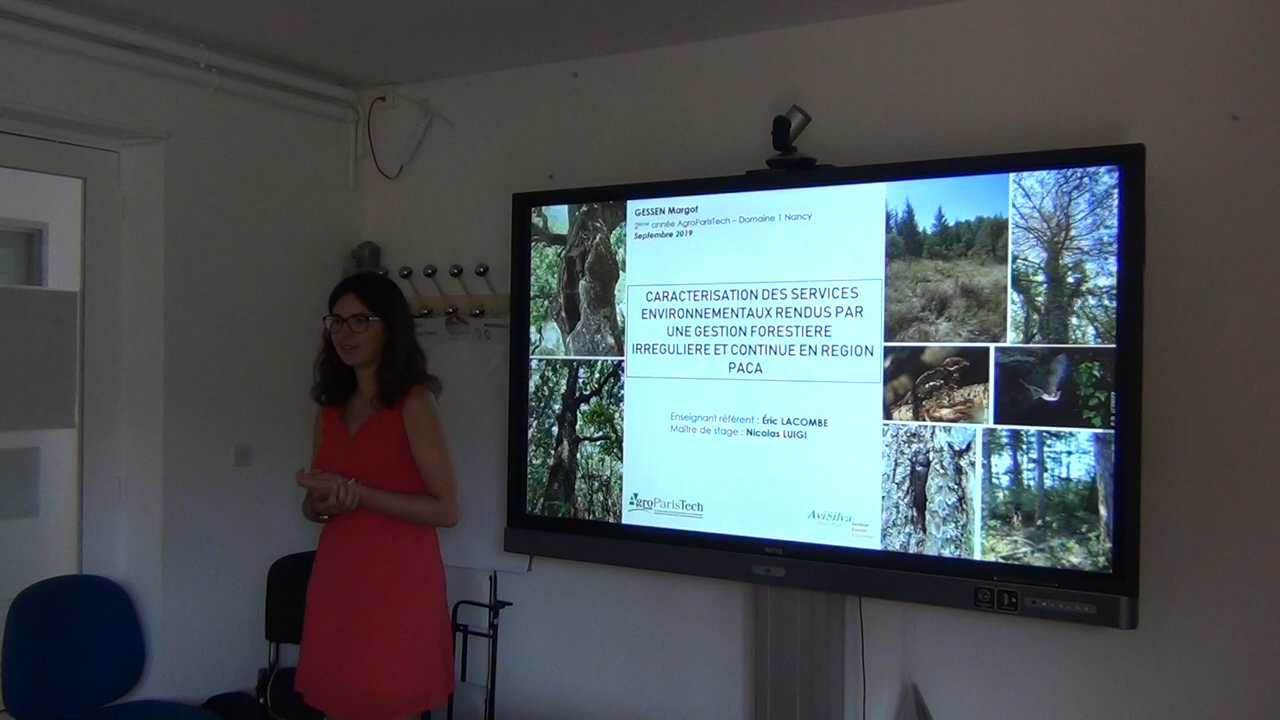 GESSEN Margot
2ème année AgroParisTech – Domaine 1 Nancy
Septembre 2019
CARACTERISATION DES SERVICES
ENVIRONNEMENTAUX RENDUS PAR
UNE GESTION FORESTIERE
IRREGULIERE ET CONTINUE EN REGION
PACA
Enseignant référent : Éric LACOMBE
Maître de stage : Nicolas LUIGI
AgroParisTech
AviSilva
BenQ